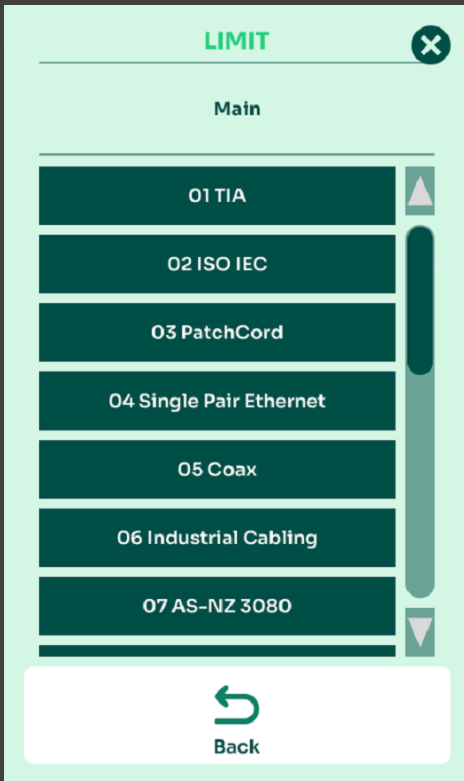 LIMIT
Main
01 TIA
02 ISO IEC
03 PatchCord
04 Single Pair Ethernet
05 Coax
06 Industrial Cabling
07 AS-NZ 3080
Back